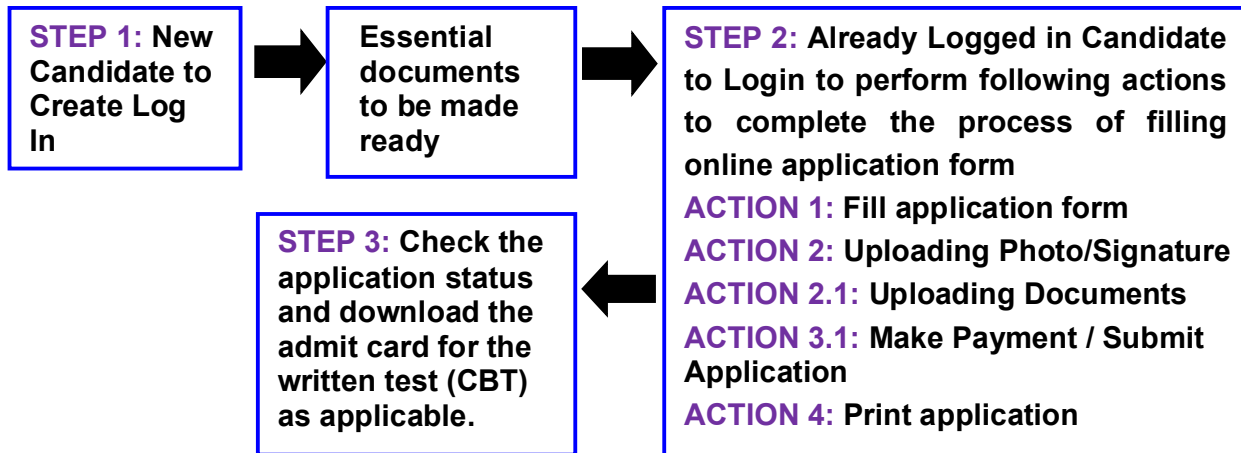 STEP 1: New
Candidate to
Create Log
In
Essential
documents
to be made
ready
STEP 2: Already Logged in Candidate
to Login to perform following actions
to complete the process of filling
online application form
ACTION 1: Fill application form
ACTION 2: Uploading Photo/Signature
ACTION 2.1: Uploading Documents
ACTION 3.1: Make Payment / Submit
Application
ACTION 4: Print application
STEP 3: Check the
application status
and download the
admit card for the
written test (CBT)
as applicable.